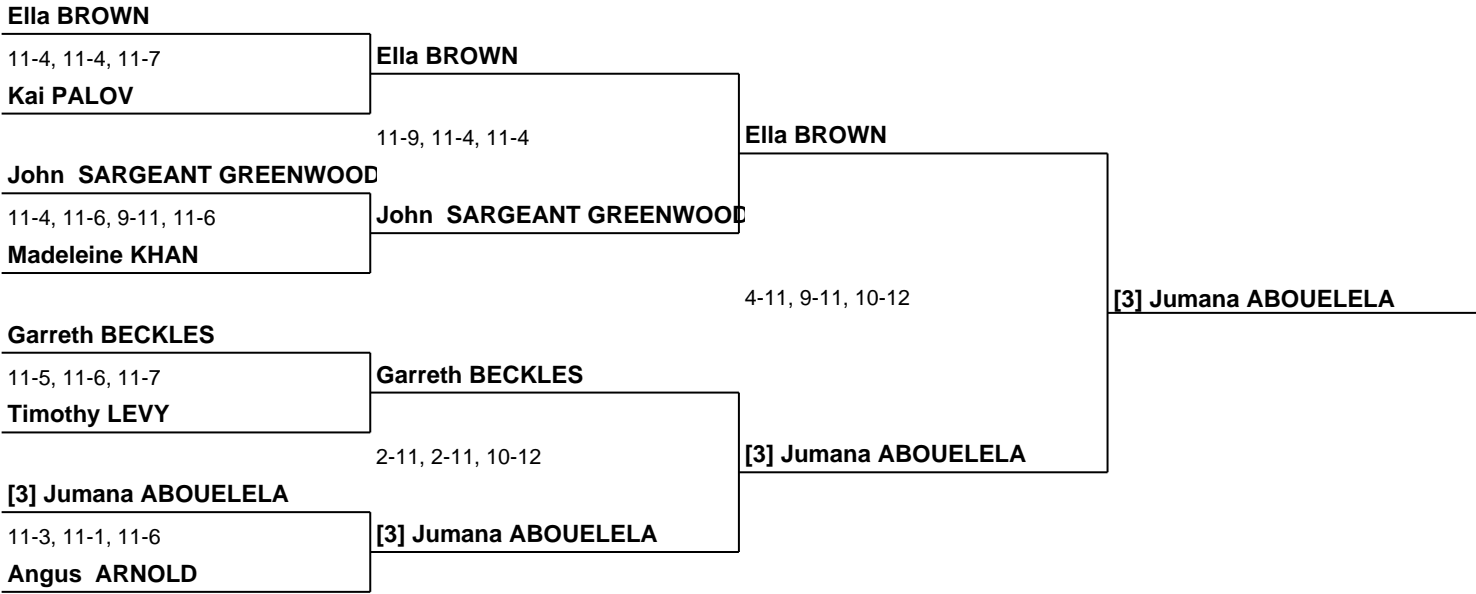 Ella BROWN
11-4, 11-4, 11-7
Ella BROWN
Kai PALOV
11-9, 11-4, 11-4
Ella BROWN
John  SARGEANT GREENWOOD
11-4, 11-6, 9-11, 11-6
John  SARGEANT GREENWOOD
Madeleine KHAN
4-11, 9-11, 10-12
[3] Jumana ABOUELELA
Garreth BECKLES
11-5, 11-6, 11-7
Garreth BECKLES
Timothy LEVY
2-11, 2-11, 10-12
[3] Jumana ABOUELELA
[3] Jumana ABOUELELA
11-3, 11-1, 11-6
[3] Jumana ABOUELELA
Angus  ARNOLD